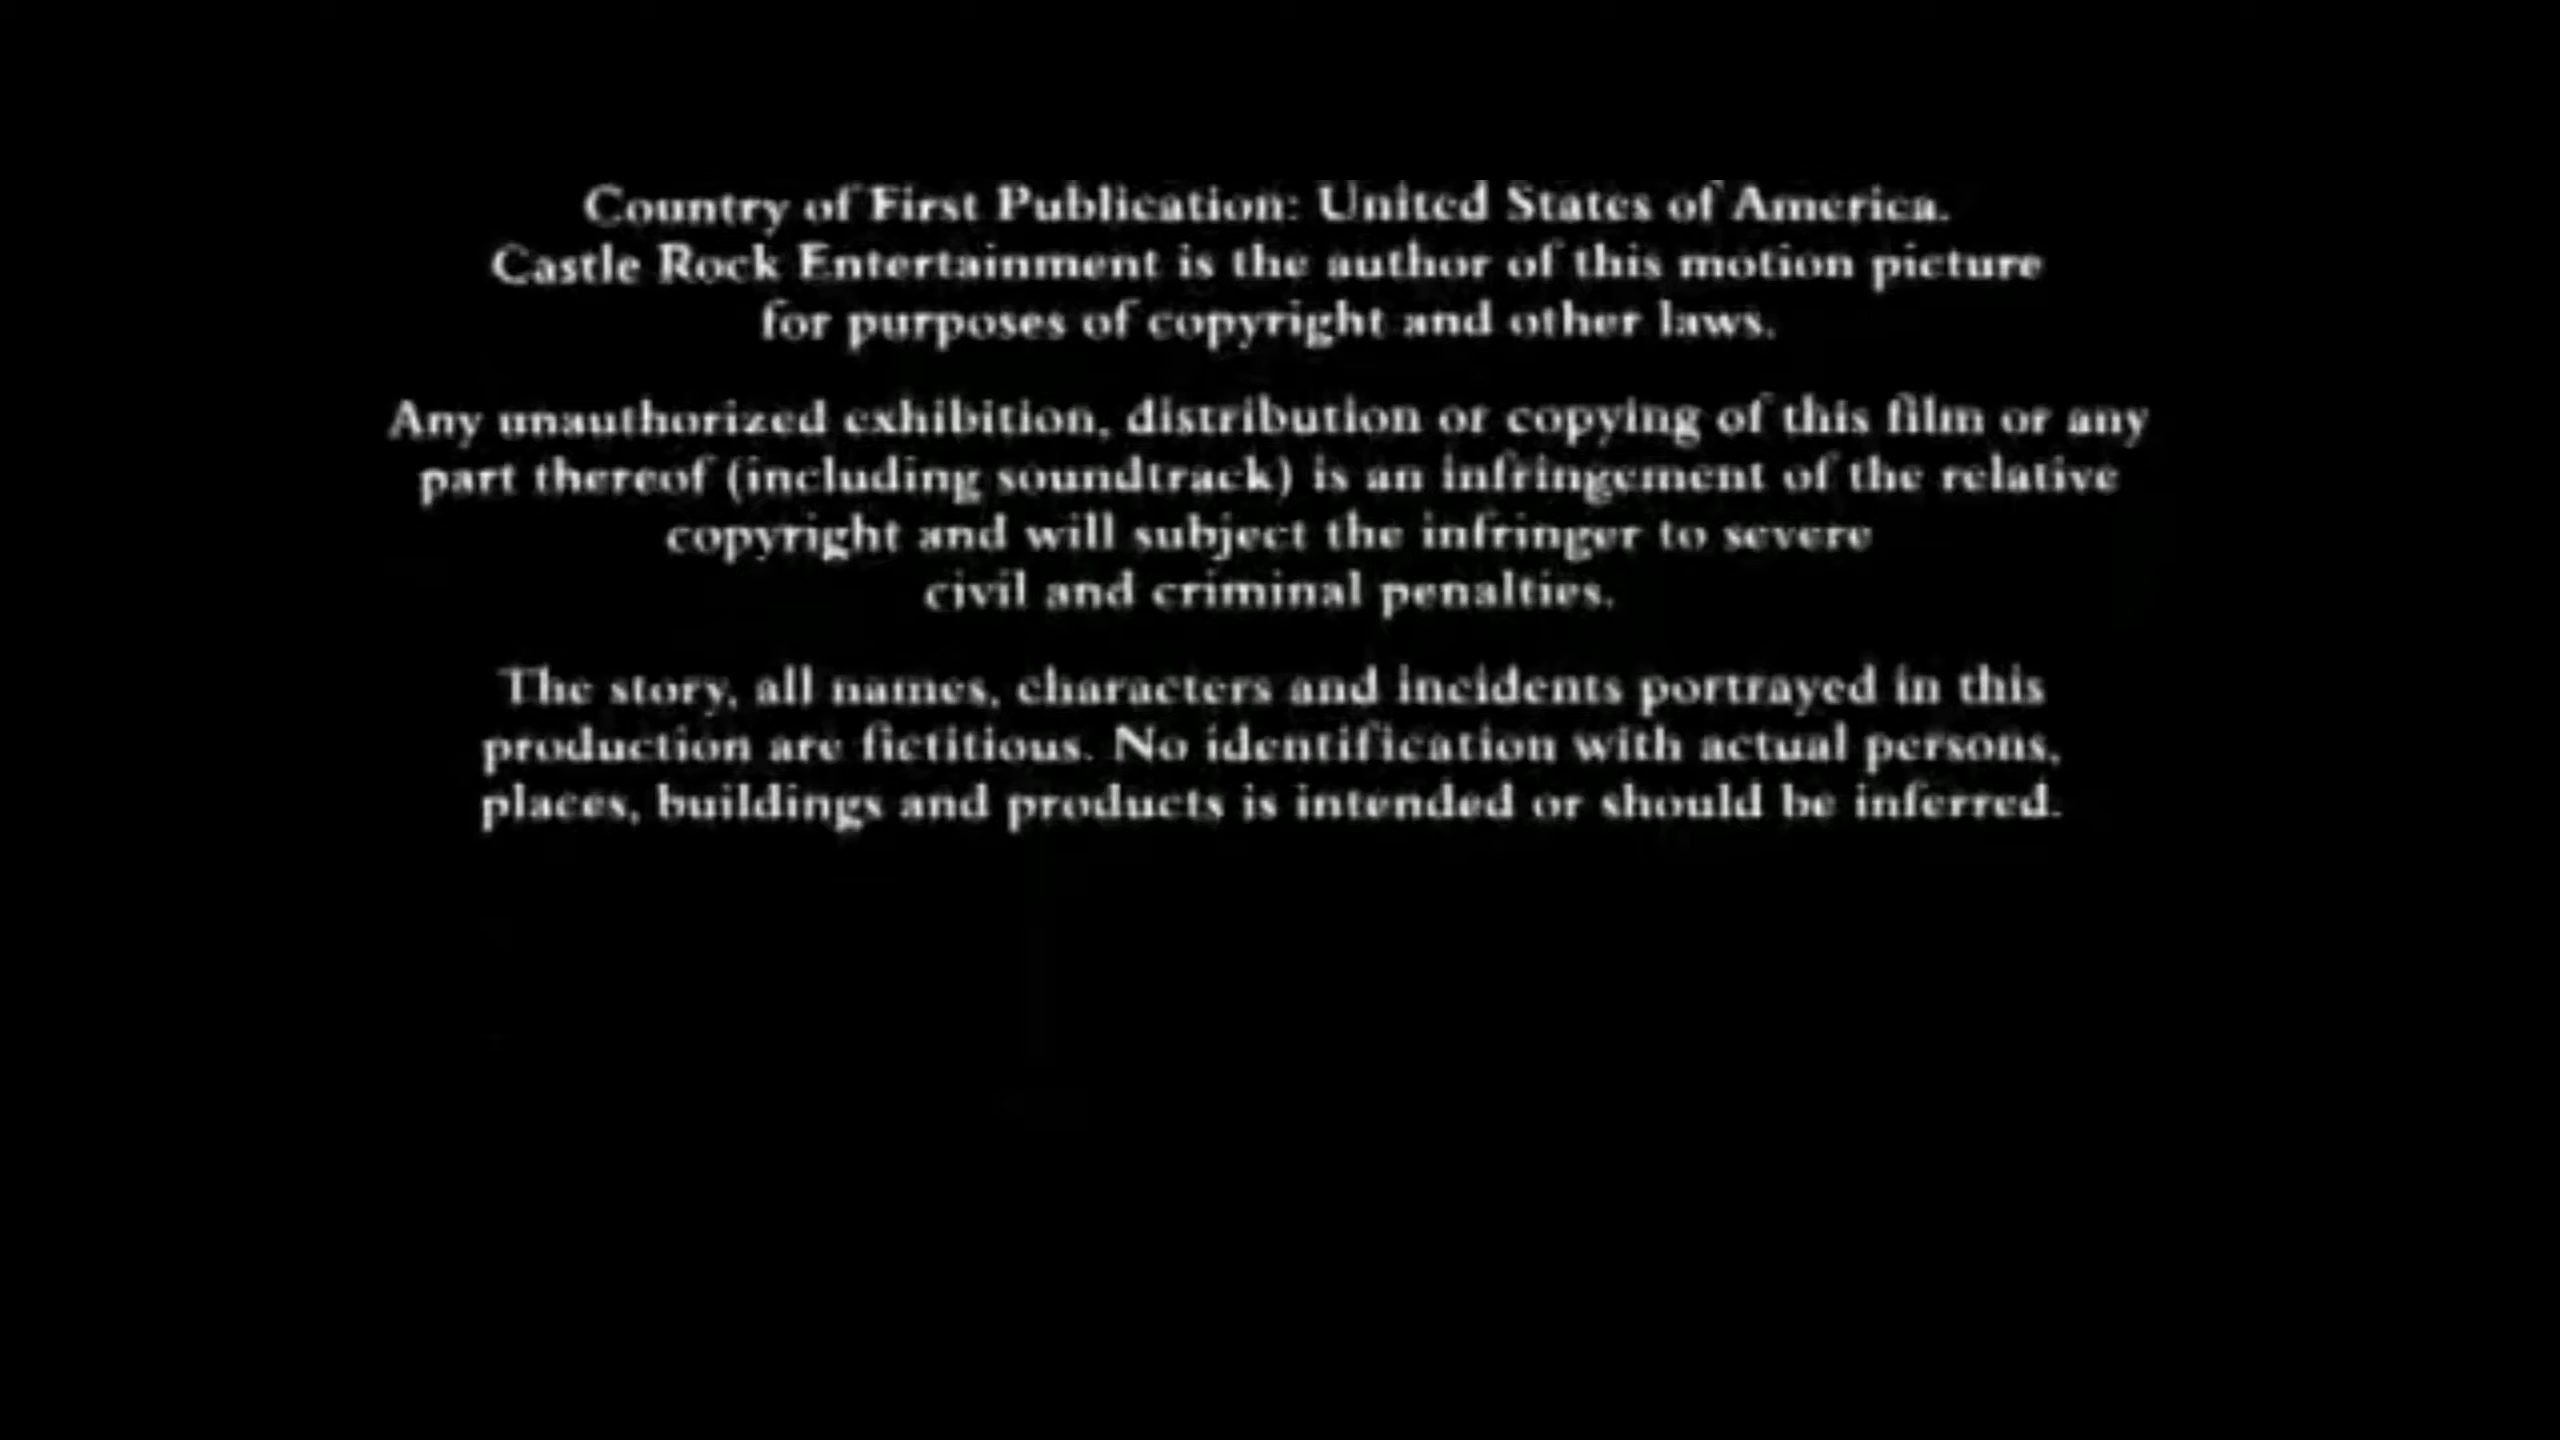 Country of First Publication: United States of America.
Castle Rock Entertainment is the author of this motion picture
for purposes of copyright and other laws.
Any unauthorized exhibition, distribution or copying of this film or any
part thereof (including soundtrack) is an infringement of the relative
copyright and will subject the infringer to severe
civil and criminal penalties.
The story, all names, characters and incidents portrayed in this
production are fictitious. No identification with actual persons,
places, buildings and products is intended or should be inferred.